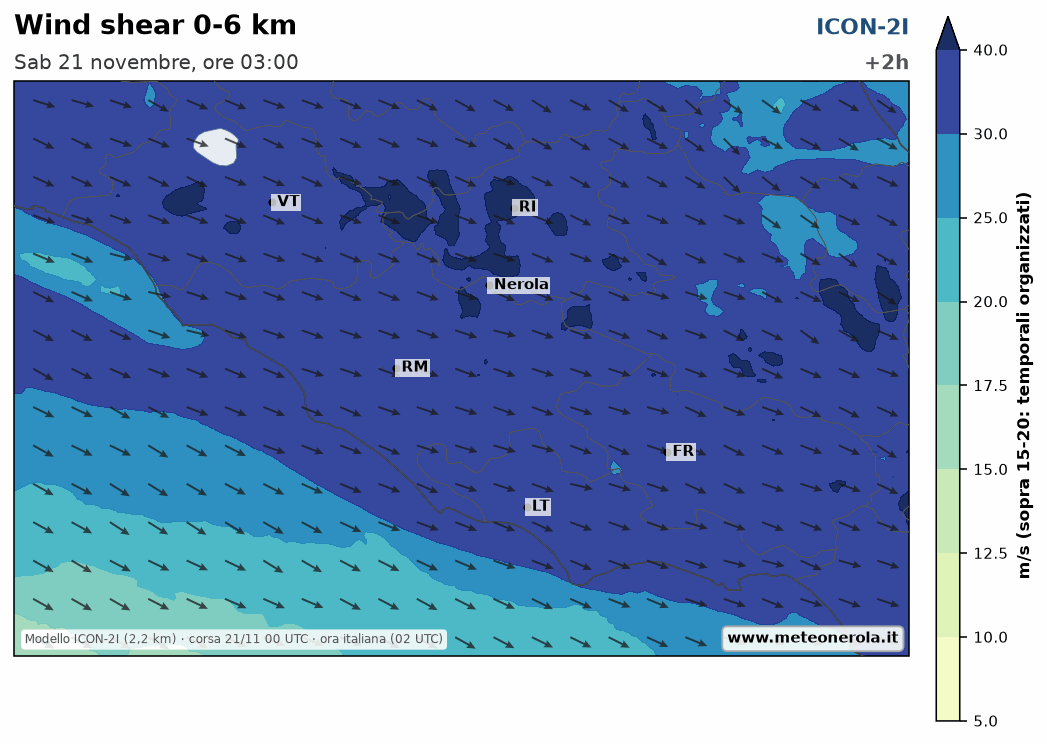 Wind shear 0-6 km
ICON-2I
Sab 21 novembre, ore 03:00
+2h
40.0
30.0
25.0
20.0
17.5
15.0
12.5
10.0
5.0
m/s (sopra 15-20: temporali organizzati)
VT
RI
Nerola
RM
FR
LT
Modello ICON-2I (2,2 km) · corsa 21/11 00 UTC · ora italiana (02 UTC)
www.meteonerola.it